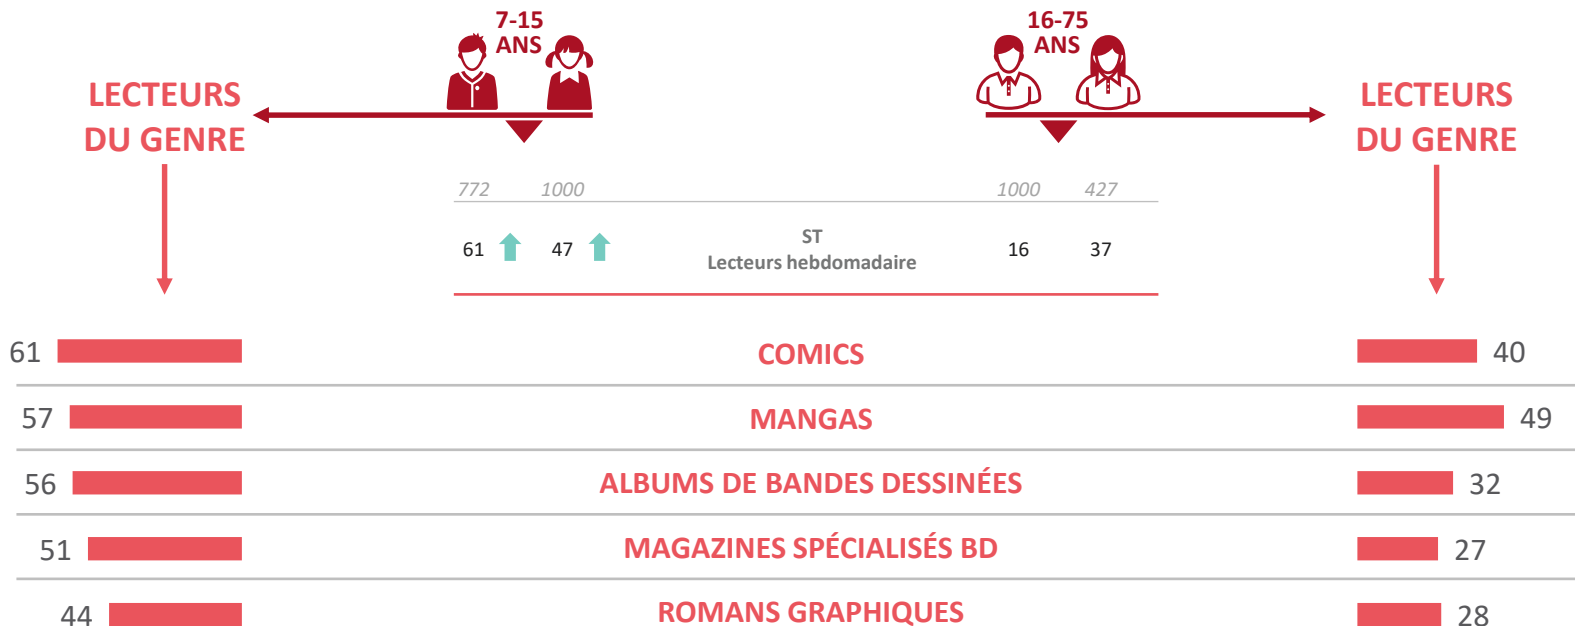 7-15
ANS
16-75
ANS
LECTEURS
DU GENRE
LECTEURS
DU GENRE
772 1000 1000 427
61 47 ST 16 37
Lecteurs hebdomadaire
61 COMICS 40
57 MANGAS 49
56 ALBUMS DE BANDES DESSINÉES 32
51 MAGAZINES SPÉCIALISÉS BD 27
44 ROMANS GRAPHIQUES 28